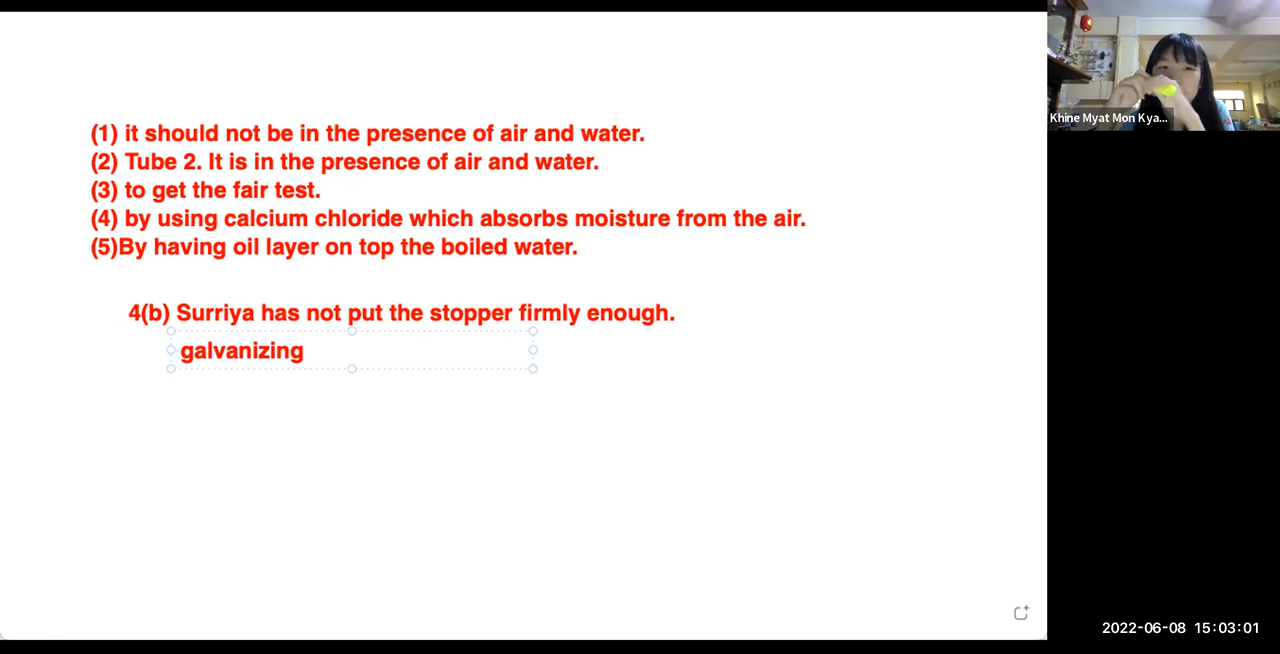 (1) it should not be in the presence of air and water.
(2) Tube 2. It is in the presence of air and water.
(3) to get the fair test.
(4) by using calcium chloride which absorbs moisture from the air.
(5)By having oil layer on top the boiled water.
4(b) Surriya has not put the stopper firmly enough.
galvanizing
Khine Myat Mon Kya...
2022-06-08 15:03:01